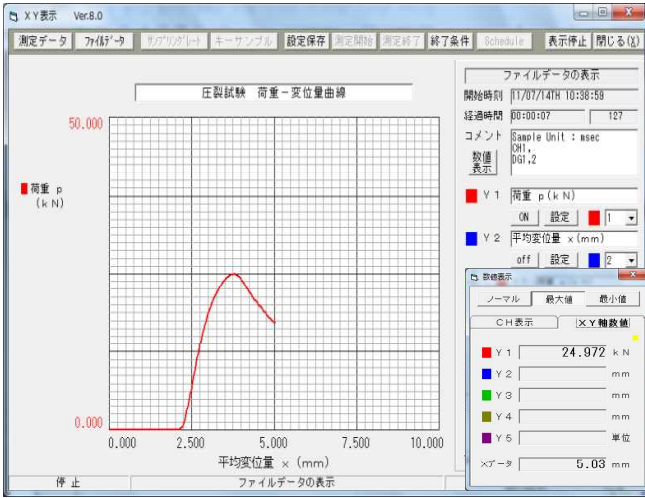 XY表示 Ver.8.0
測定データ ファイルデータ サンプリングレート キーサンプル 設定保存 測定開始 測定終了 終了条件 Schedule 表示停止 閉じる(X)
圧裂試験 荷重－変位量曲線
50.000
荷重 p
(kN)
0.000
0.000 2.500 5.000 7.500 10.000
平均変位量 x (mm)
ファイルデータの表示
開始時刻 11/07/14TH 10:38:59
経過時間 00:00:07 127
コメント Sample Unit : msec
CH1,
DG1,2
数値
表示
Y1 荷重 p(kN)
ON 設定 1
Y2 平均変位量 x(mm)
off 設定 2
数値表示
ノーマル 最大値 最小値
CH表示 XY軸数値
Y1 24.972 kN
Y2 mm
Y3 mm
Y4 mm
Y5 単位
Xデータ 5.03 mm
停止 ファイルデータの表示